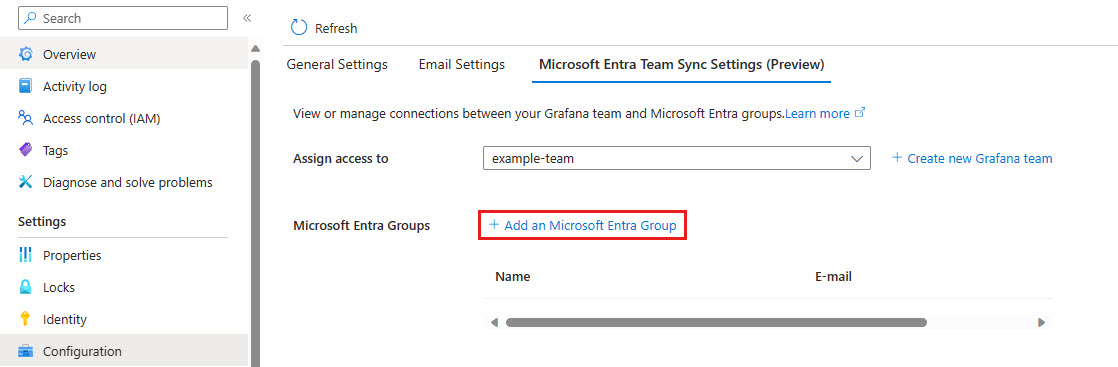 Search
Overview
Activity log
Access control (IAM)
Tags
Diagnose and solve problems
Settings
Properties
Locks
Identity
Configuration
Refresh
General Settings
Email Settings
Microsoft Entra Team Sync Settings (Preview)
View or manage connections between your Grafana team and Microsoft Entra groups.Learn more
Assign access to
example-team
+ Create new Grafana team
Microsoft Entra Groups
+ Add an Microsoft Entra Group
Name
E-mail